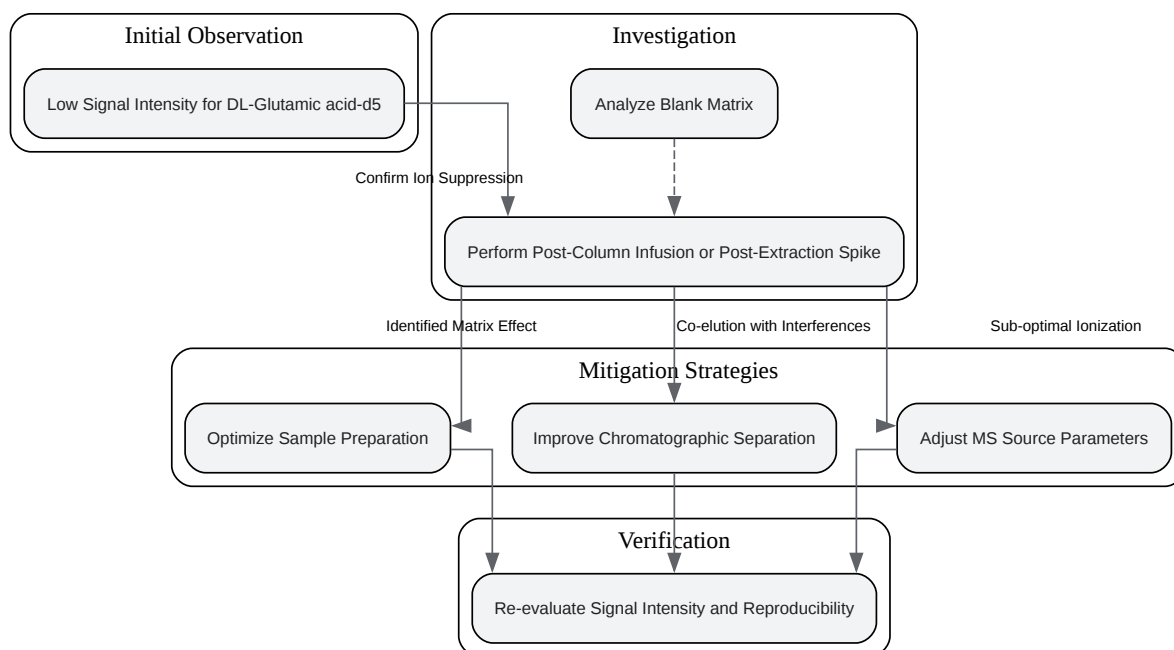 Initial Observation
Investigation
Low Signal Intensity for DL-Glutamic acid-d5
Analyze Blank Matrix
Confirm Ion Suppression
Perform Post-Column Infusion or Post-Extraction Spike
Identified Matrix Effect
Co-elution with Interferences
Sub-optimal Ionization
Mitigation Strategies
Optimize Sample Preparation
Improve Chromatographic Separation
Adjust MS Source Parameters
Verification
Re-evaluate Signal Intensity and Reproducibility